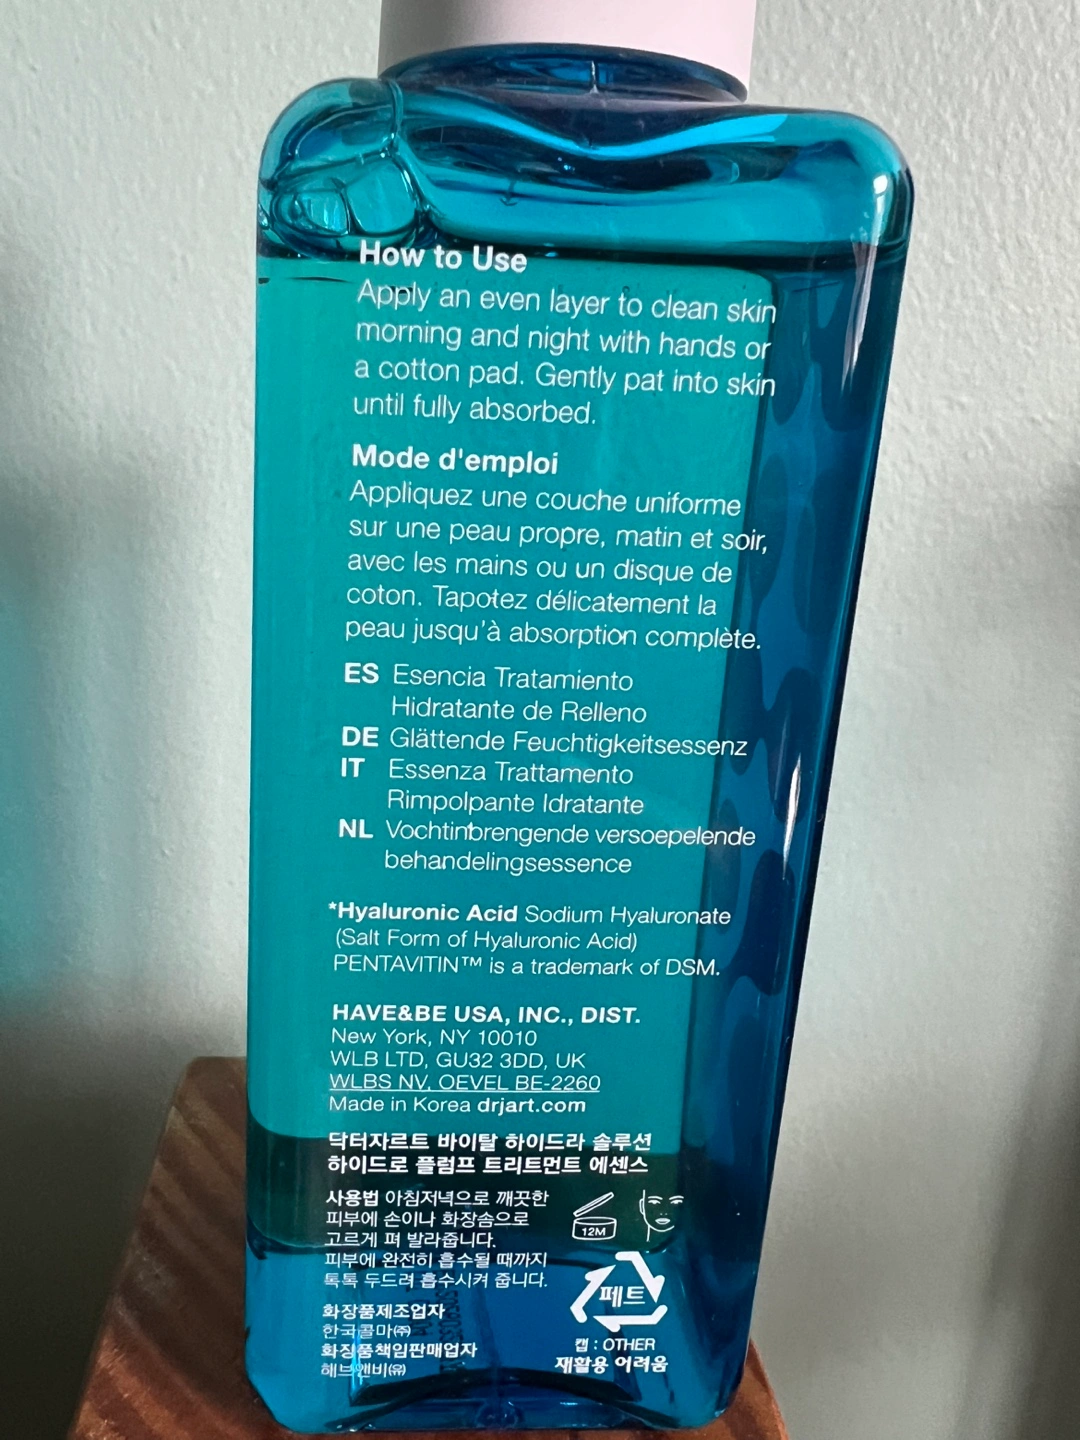 How to Use
Apply an even layer to clean skin
morning and night with hands or
a cotton pad. Gently pat into skin
until fully absorbed.
Mode d'emploi
Appliquez une couche uniforme
sur une peau propre, matin et soir,
avec les mains ou un disque de
coton. Tapotez délicatement la
peau jusqu'à absorption complète.
ES Esencia Tratamiento
Hidratante de Relleno
DE Glättende Feuchtigkeitsessenz
IT Essenza Trattamento
Rimpolpante Idratante
NL Vochtinbrengende versoepelende
behandelingsessence
*Hyaluronic Acid Sodium Hyaluronate
(Salt Form of Hyaluronic Acid)
PENTAVITIN™ is a trademark of DSM.
HAVE&BE USA, INC., DIST.
New York, NY 10010
WLB LTD, GU32 3DD, UK
WLBS NV, OEVEL BE-2260
Made in Korea drjart.com
닥터자르트 바이탈 하이드라 솔루션
하이드로 플럼프 트리트먼트 에센스
사용법 아침저녁으로 깨끗한
피부에 손이나 화장솜으로
고르게 펴 발라줍니다.
피부에 완전히 흡수될 때까지
톡톡 두드려 흡수시켜 줍니다.
12M
페트
화장품제조업자
한국콜마㈜
화장품책임판매업자
해브앤비㈲
캡 : OTHER
재활용 어려움